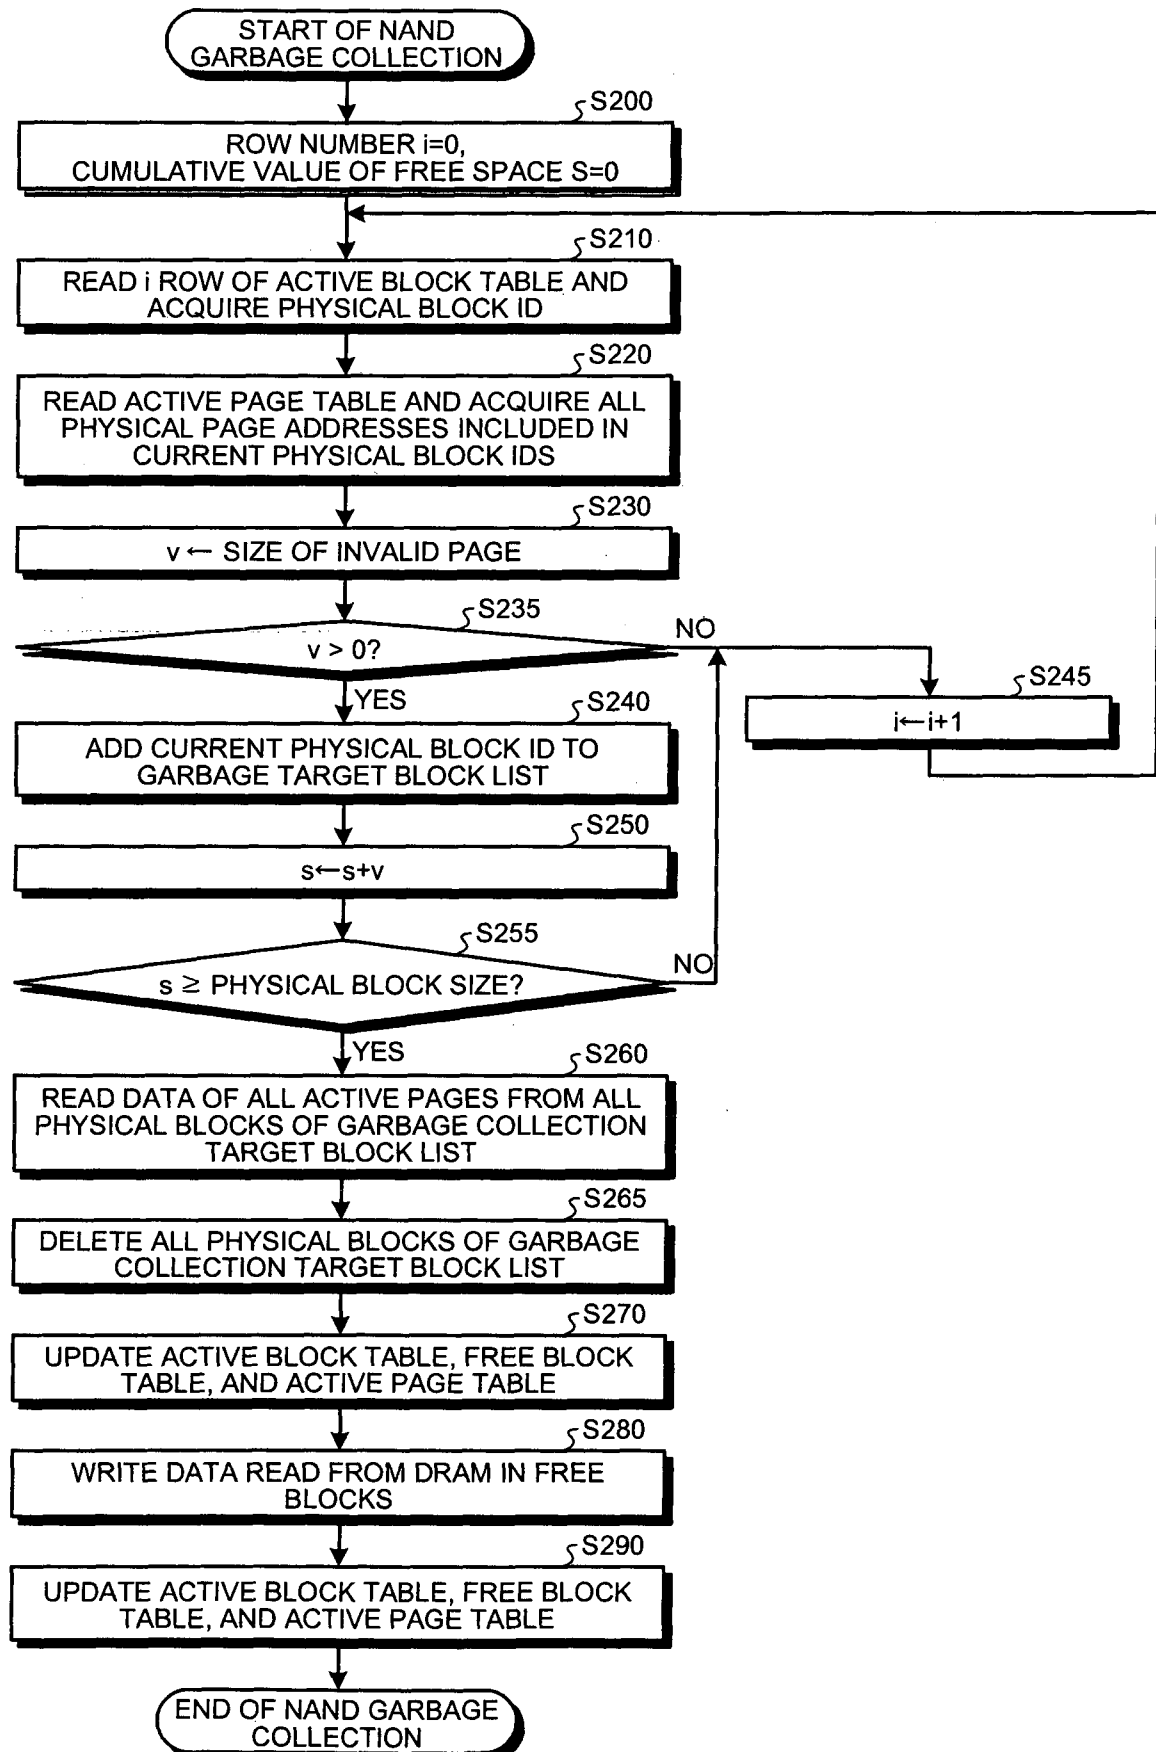 START OF NAND
GARBAGE COLLECTION
S200
ROW NUMBER i=0,
CUMULATIVE VALUE OF FREE SPACE S=0
S210
READ i ROW OF ACTIVE BLOCK TABLE AND
ACQUIRE PHYSICAL BLOCK ID
S220
READ ACTIVE PAGE TABLE AND ACQUIRE ALL
PHYSICAL PAGE ADDRESSES INCLUDED IN
CURRENT PHYSICAL BLOCK IDS
S230
v ← SIZE OF INVALID PAGE
S235
v > 0?
NO
YES
S245
i←i+1
S240
ADD CURRENT PHYSICAL BLOCK ID TO
GARBAGE TARGET BLOCK LIST
S250
s←s+v
S255
s ≥ PHYSICAL BLOCK SIZE?
NO
YES
S260
READ DATA OF ALL ACTIVE PAGES FROM ALL
PHYSICAL BLOCKS OF GARBAGE COLLECTION
TARGET BLOCK LIST
S265
DELETE ALL PHYSICAL BLOCKS OF GARBAGE
COLLECTION TARGET BLOCK LIST
S270
UPDATE ACTIVE BLOCK TABLE, FREE BLOCK
TABLE, AND ACTIVE PAGE TABLE
S280
WRITE DATA READ FROM DRAM IN FREE
BLOCKS
S290
UPDATE ACTIVE BLOCK TABLE, FREE BLOCK
TABLE, AND ACTIVE PAGE TABLE
END OF NAND GARBAGE
COLLECTION